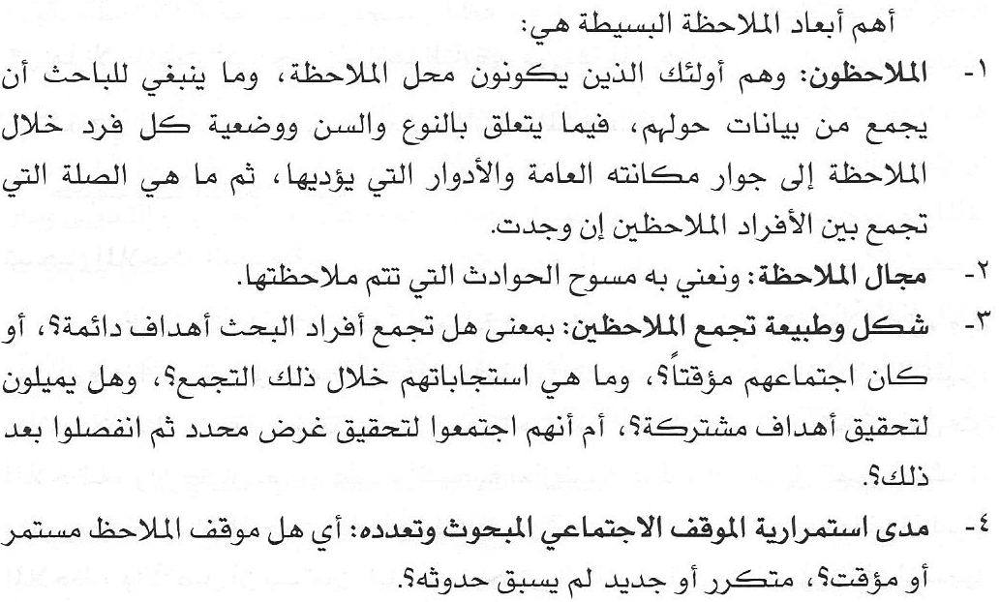 أهم أبعاد الملاحظة البسيطة هي:
١- الملاحظون: وهم أولئك الذين يكونون محل الملاحظة، وما ينبغي للباحث أن
يجمع من بيانات حولهم، فيما يتعلق بالنوع والسن ووضعية كل فرد خلال
الملاحظة إلى جوار مكانته العامة والأدوار التي يؤديها، ثم ما هي الصلة التي
تجمع بين الأفراد الملاحظين إن وجدت.
٢- مجال الملاحظة: ونعني به مسوح الحوادث التي تتم ملاحظتها.
٣- شكل وطبيعة تجمع الملاحظين: بمعنى هل تجمع أفراد البحث أهداف دائمة؟، أو
كان اجتماعهم مؤقتاً؟، وما هي استجاباتهم خلال ذلك التجمع؟، وهل يميلون
لتحقيق أهداف مشتركة؟، أم أنهم اجتمعوا لتحقيق غرض محدد ثم انفصلوا بعد
ذلك؟.
٤- مدى استمرارية الموقف الاجتماعي المبحوث وتعدده: أي هل موقف الملاحظ مستمر
أو مؤقت؟، متكرر أو جديد لم يسبق حدوثه؟.